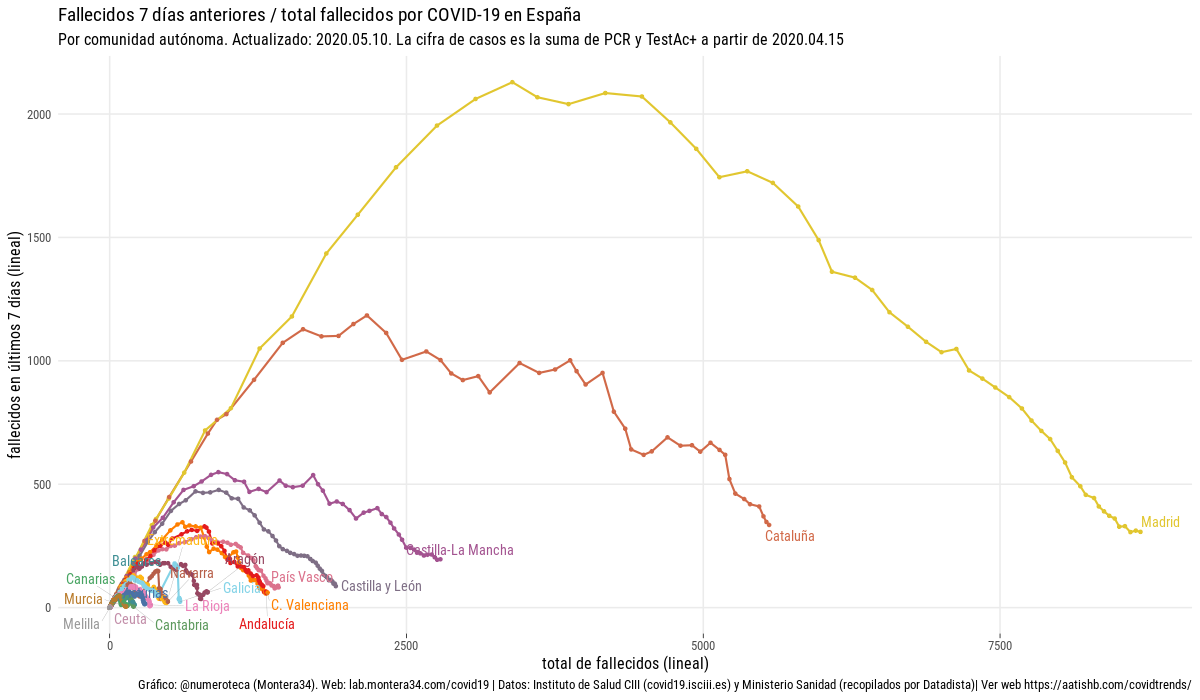 Fallecidos 7 días anteriores / total fallecidos por COVID-19 en España
Por comunidad autónoma. Actualizado: 2020.05.10. La cifra de casos es la suma de PCR y TestAc+ a partir de 2020.04.15
fallecidos en últimos 7 días (lineal)
2000
1500
1000
500
0
Madrid
Cataluña
Castilla-La Mancha
Castilla y León
País Vasco
C. Valenciana
Andalucía
Aragón
Navarra
Galicia
La Rioja
Canarias
Murcia
Melilla
Ceuta
Cantabria
0
2500
5000
7500
total de fallecidos (lineal)
Gráfico: @numeroteca (Montera34). Web: lab.montera34.com/covid19 | Datos: Instituto de Salud CIII (covid19.isciii.es) y Ministerio Sanidad (recopilados por Datadista)| Ver web https://aatishb.com/covidtrends/